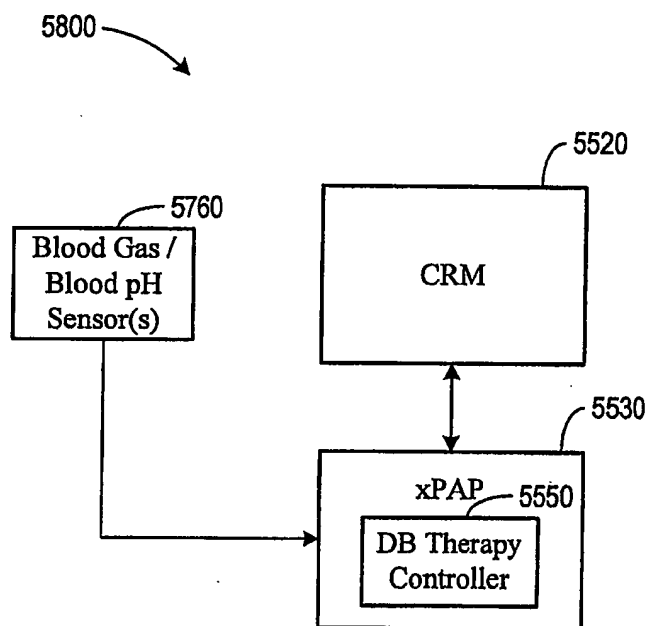 5800
5520
5760
Blood Gas /
Blood pH
Sensor(s)
CRM
5530
xPAP
5550
DB Therapy
Controller